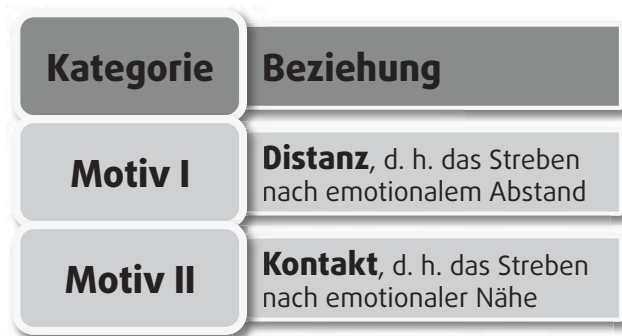 Kategorie Beziehung
Motiv I
Distanz, d. h. das Streben
nach emotionalem Abstand
Motiv II
Kontakt, d. h. das Streben
nach emotionaler Nähe